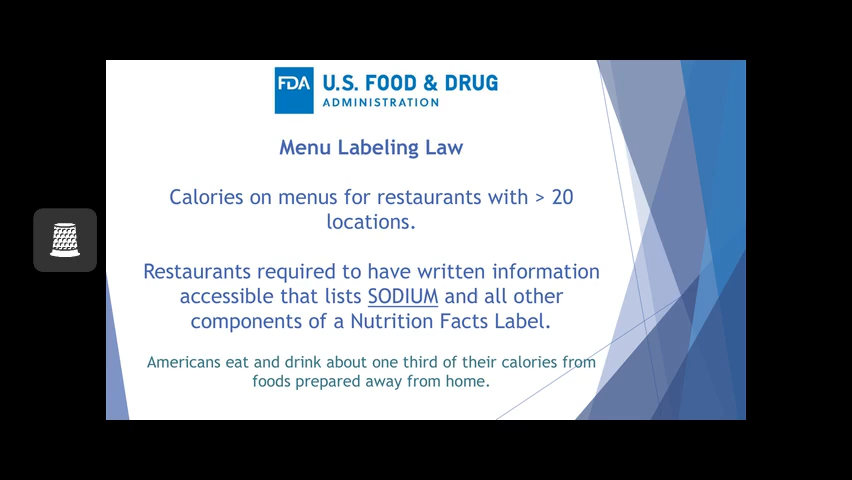 FDA U.S. FOOD & DRUG
ADMINISTRATION
Menu Labeling Law
Calories on menus for restaurants with > 20
locations.
Restaurants required to have written information
accessible that lists SODIUM and all other
components of a Nutrition Facts Label.
Americans eat and drink about one third of their calories from
foods prepared away from home.